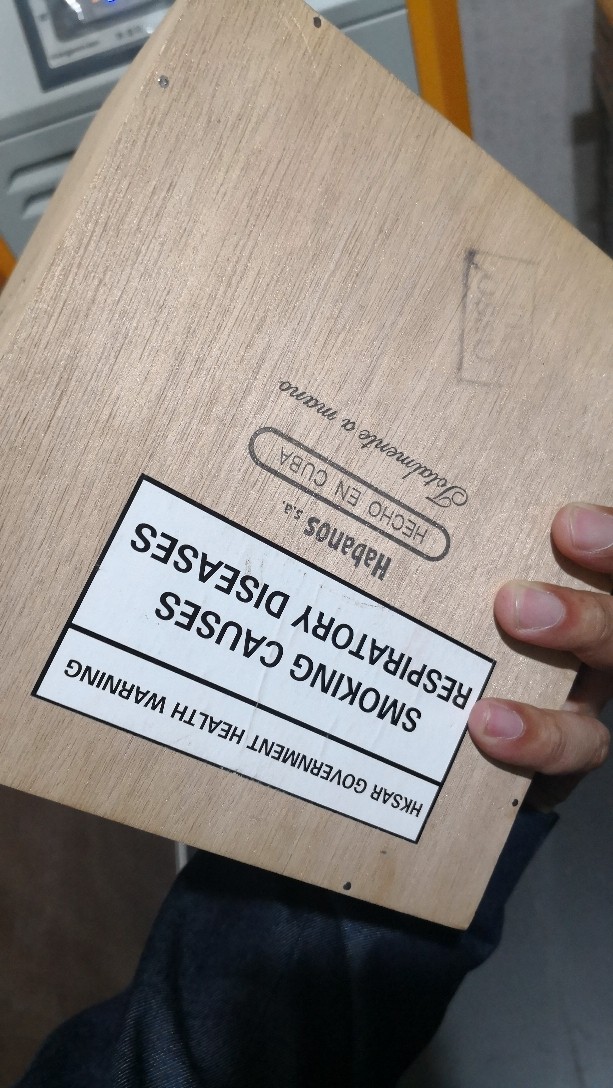 HKSAR GOVERNMENT HEALTH WARNING
SMOKING CAUSES
RESPIRATORY DISEASES
Habanos s.a.
HECHO EN CUBA
Totalmente a mano